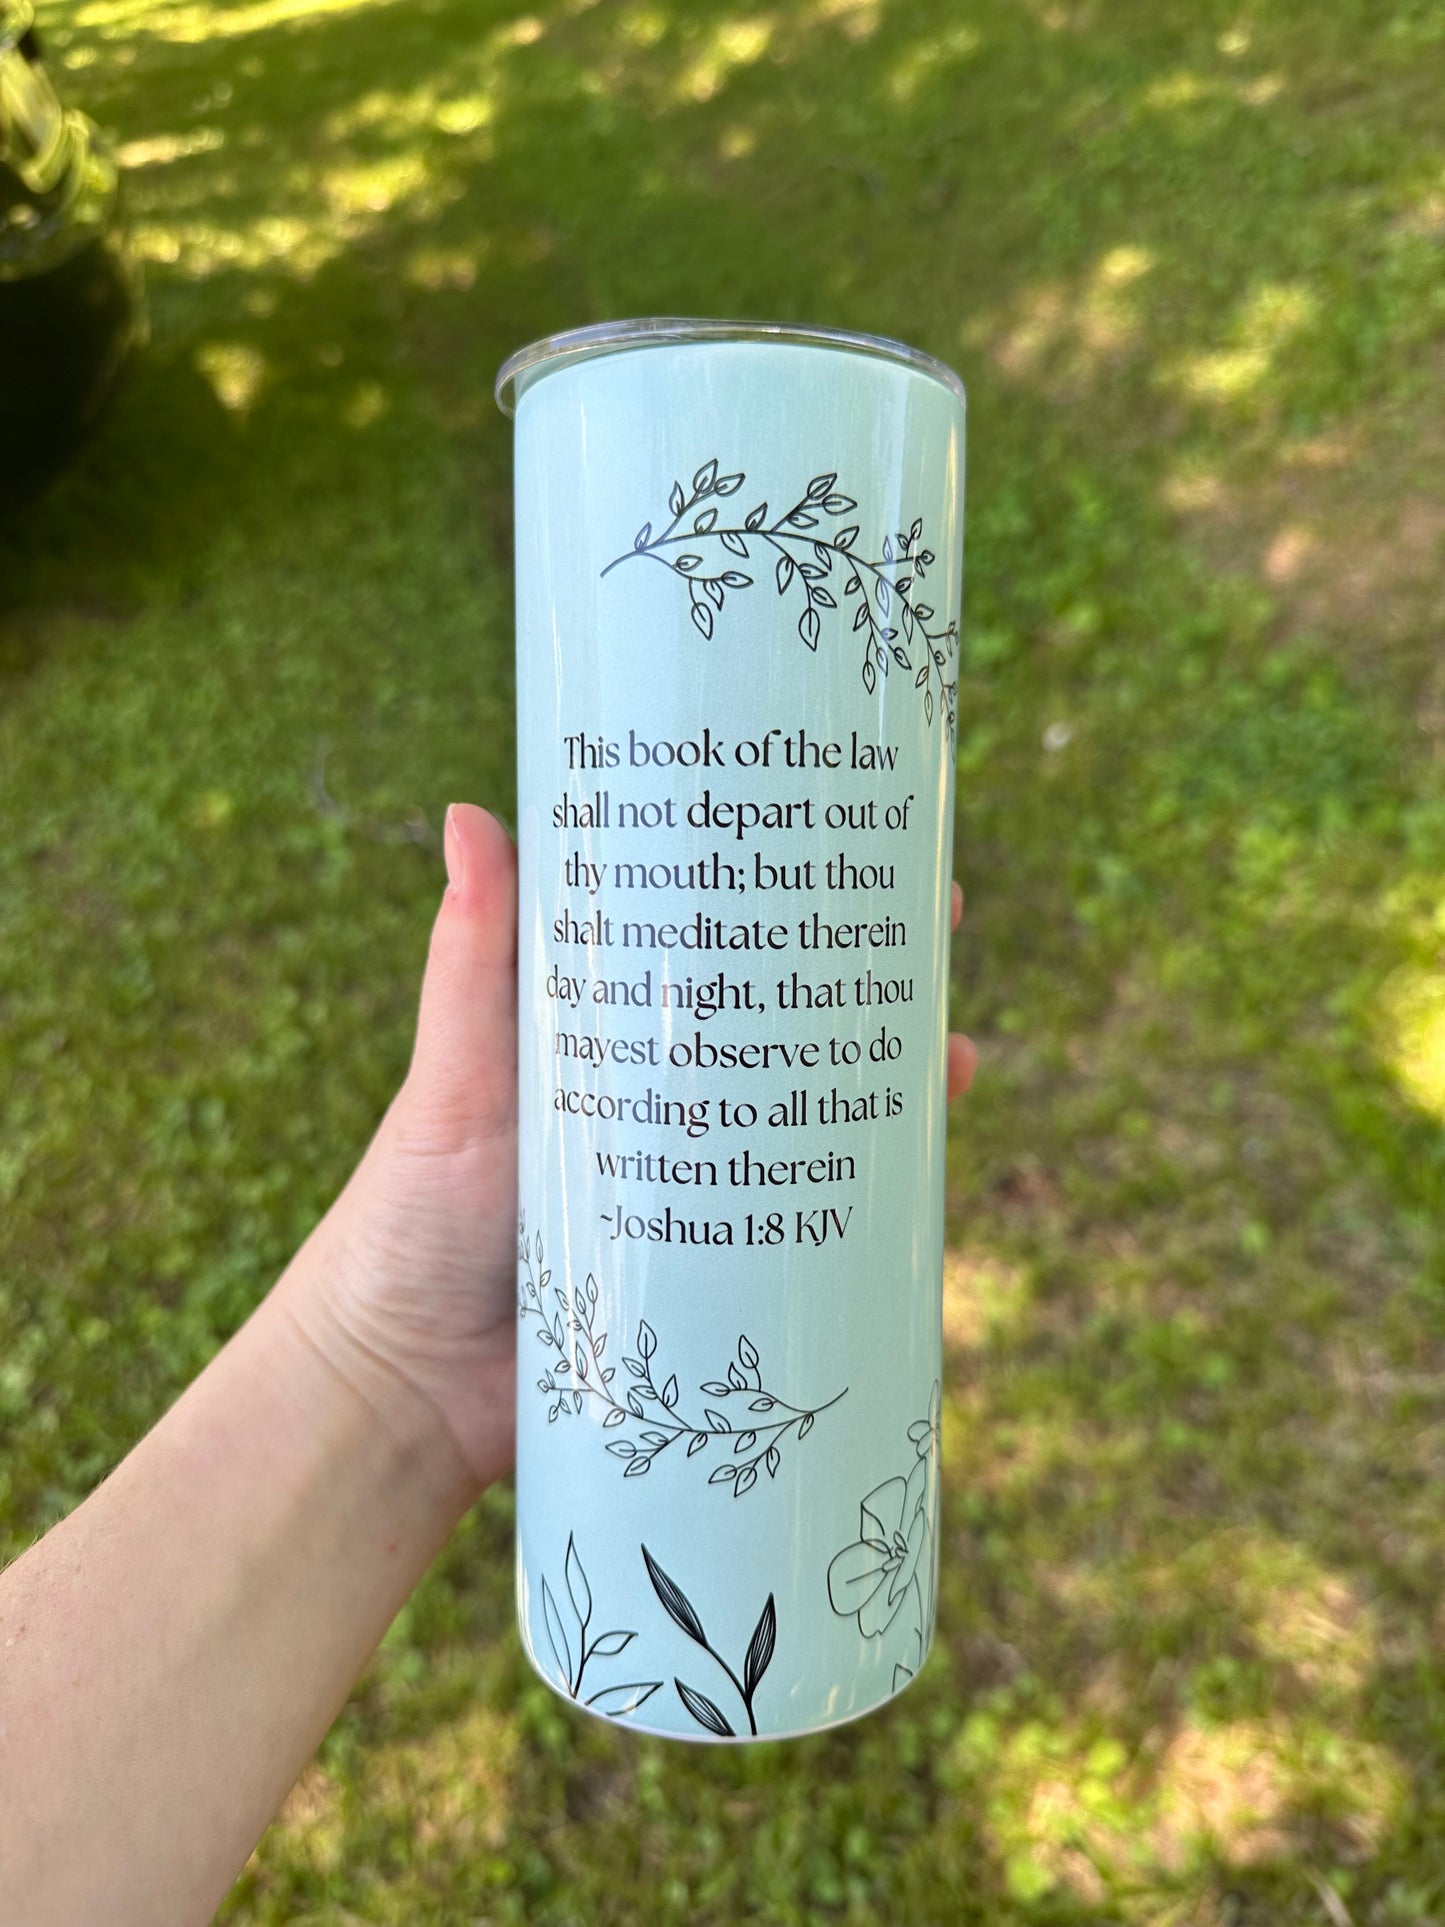 This book of the law
shall not depart out of
thy mouth; but thou
shalt meditate therein
day and night, that thou
mayest observe to do
according to all that is
written therein
~Joshua 1:8 KJV